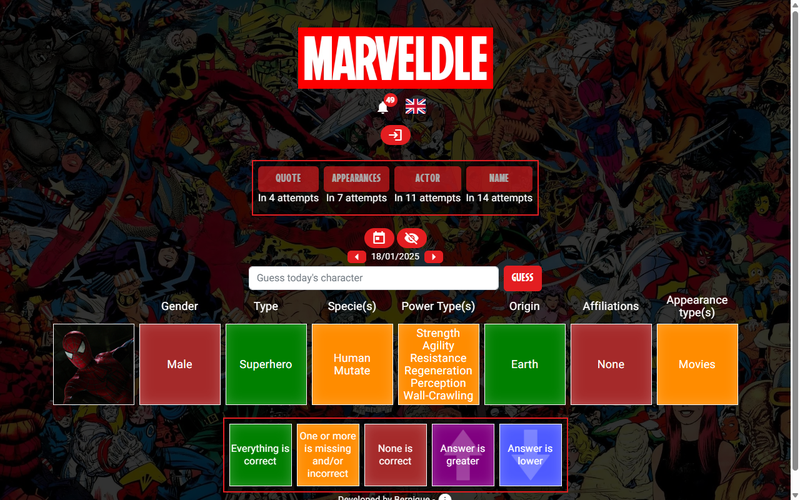 MARVELDLE
49
QUOTE
APPEARANCES
ACTOR
NAME
In 4 attempts
In 7 attempts
In 11 attempts
In 14 attempts
18/01/2025
Guess today's character
GUESS
Gender
Type
Specie(s)
Power Type(s)
Origin
Affiliations
Appearance
type(s)
Male
Superhero
Human
Mutate
Strength
Agility
Resistance
Regeneration
Perception
Wall-Crawling
Earth
None
Movies
Everything is
correct
One or more
is missing
and/or
incorrect
None is
correct
Answer is
greater
Answer is
lower
Developed by Bernique -